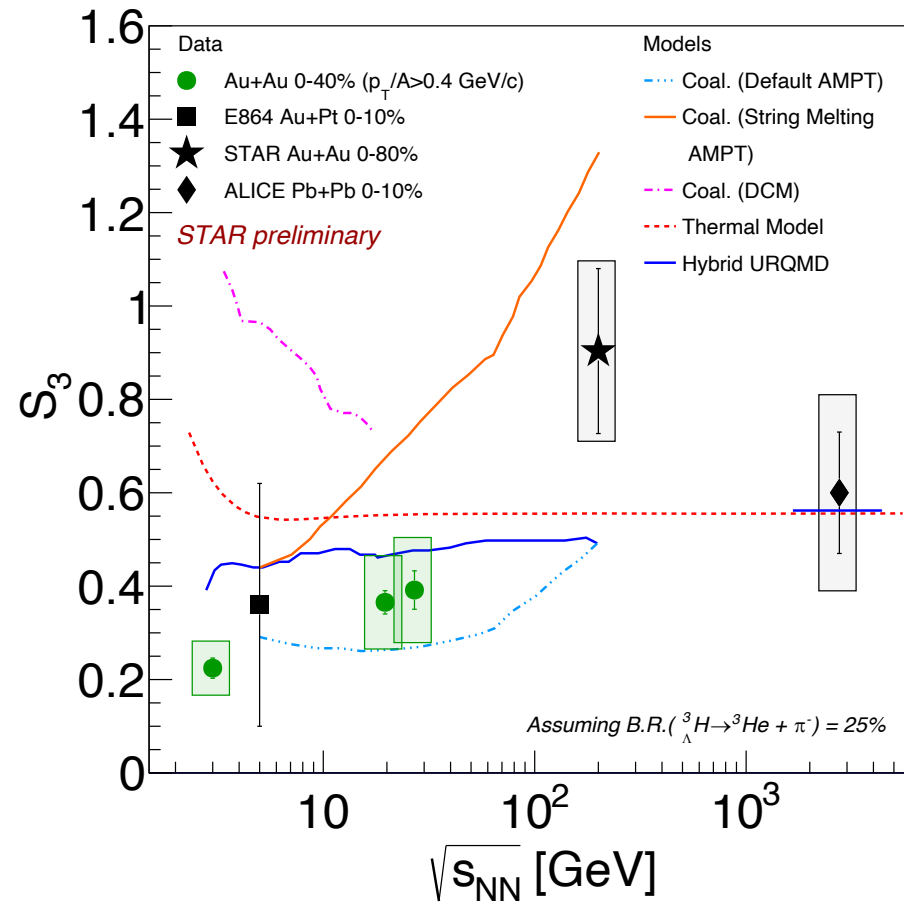 1.6
1.4
1.2
1
0.8
0.6
0.4
0.2
0
S₃
Data
Au+Au 0-40% (p_T/A>0.4 GeV/c)
E864 Au+Pt 0-10%
STAR Au+Au 0-80%
ALICE Pb+Pb 0-10%
STAR preliminary
Models
Coal. (Default AMPT)
Coal. (String Melting
AMPT)
Coal. (DCM)
Thermal Model
Hybrid URQMD
Assuming B.R.(³_ΛH→³He + π⁻) = 25%
10 10² 10³
√s_NN [GeV]